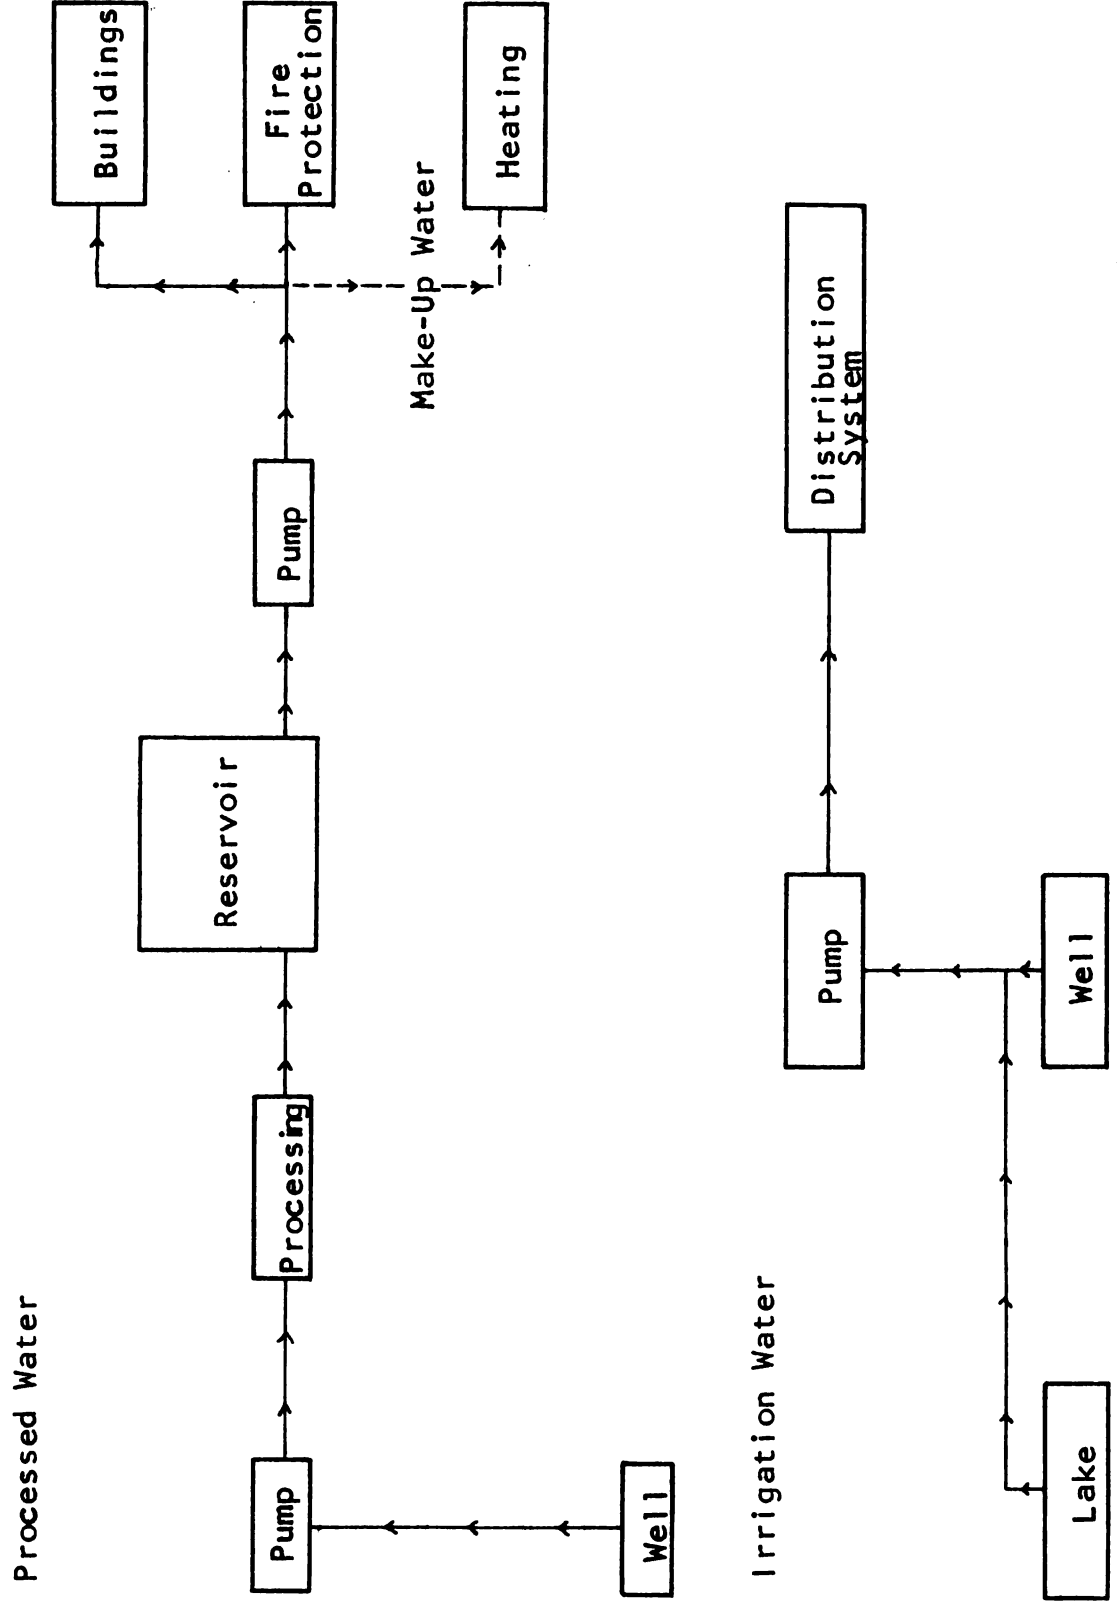 Processed Water
Well
Pump
Processing
Reservoir
Pump
Buildings
Fire
Protection
Make-Up Water
Heating
Irrigation Water
Lake
Well
Pump
Distribution
System